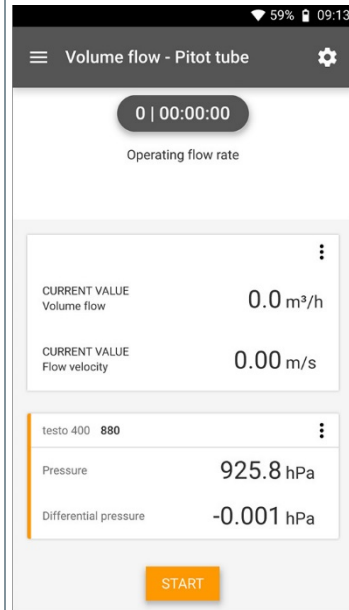 59% 09:13
Volume flow - Pitot tube
0 | 00:00:00
Operating flow rate
CURRENT VALUE
Volume flow
0.0 m³/h
CURRENT VALUE
Flow velocity
0.00 m/s
testo 400 880
Pressure
925.8 hPa
Differential pressure
-0.001 hPa
START